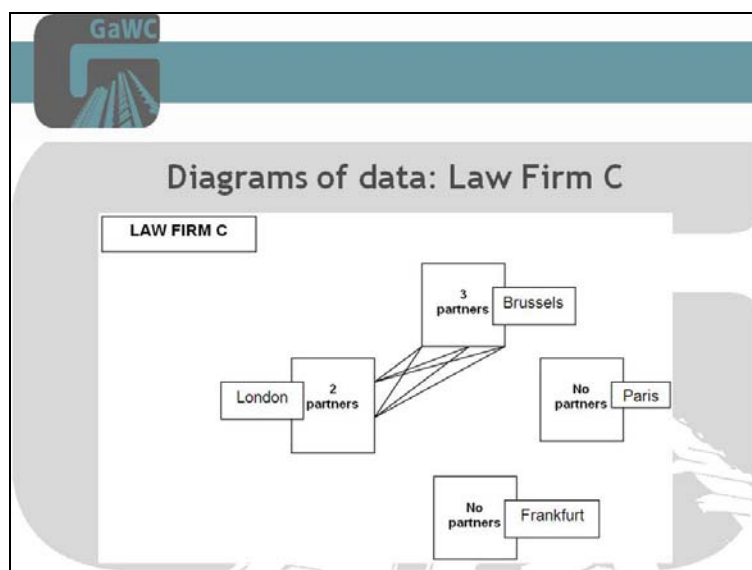 GaWC
Diagrams of data: Law Firm C
LAW FIRM C
3
partners
Brussels
London
2
partners
No
partners
Paris
No
partners
Frankfurt